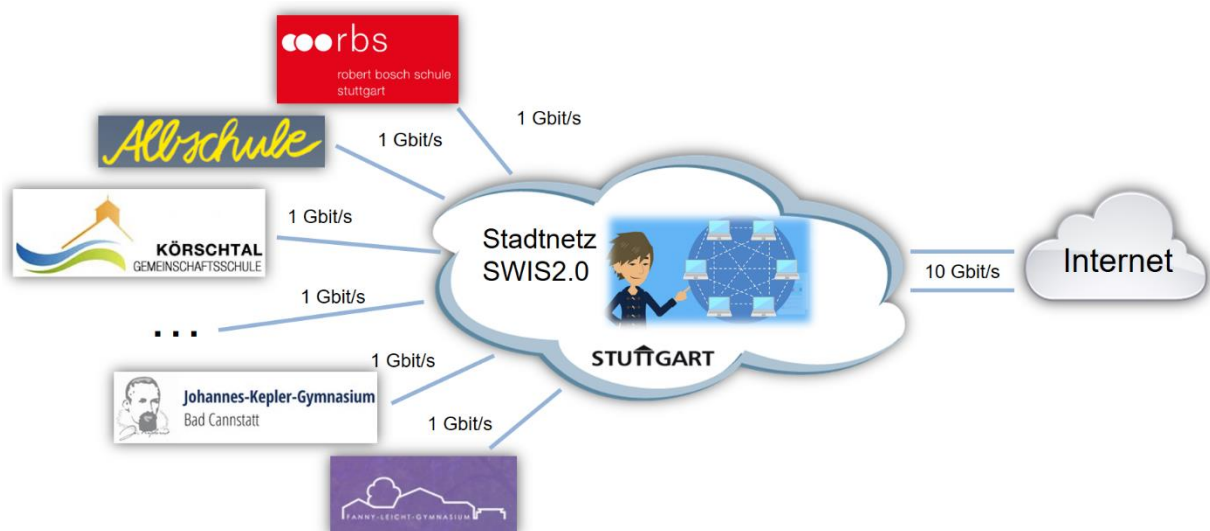 rbs
robert bosch schule
stuttgart
1 Gbit/s
Albschule
1 Gbit/s
KÖRSCHTAL
GEMEINSCHAFTSSCHULE
1 Gbit/s
Stadtnetz
SWIS2.0
STUTTGART
10 Gbit/s
Internet
1 Gbit/s
...
Johannes-Kepler-Gymnasium
Bad Cannstatt
1 Gbit/s
1 Gbit/s
FANNY-LEICHT-GYMNASIUM